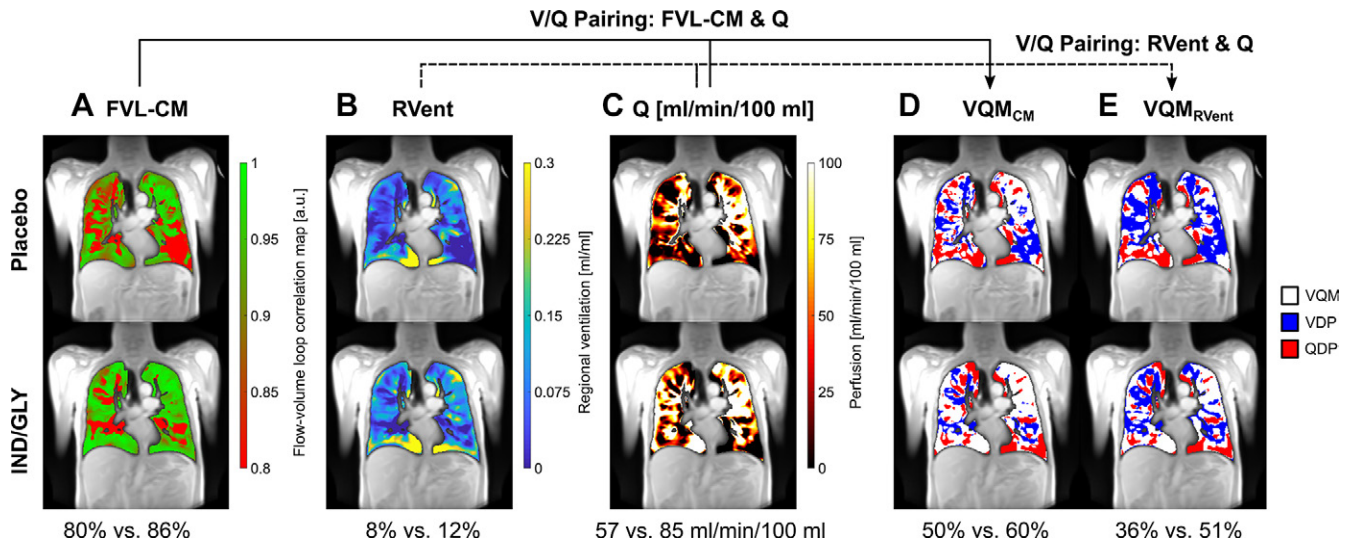 V/Q Pairing: FVL-CM & Q
V/Q Pairing: RVent & Q
A FVL-CM
B RVent
C Q [ml/min/100 ml]
D VQM_CM
E VQM_RVent
Placebo
IND/GLY
1
0.95
0.9
0.85
0.8
Flow-volume loop correlation map [a.u.]
0.3
0.225
0.15
0.075
0
Regional ventilation [ml/ml]
100
75
50
25
0
Perfusion [ml/min/100 ml]
VQM
VDP
QDP
80% vs. 86%
8% vs. 12%
57 vs. 85 ml/min/100 ml
50% vs. 60%
36% vs. 51%